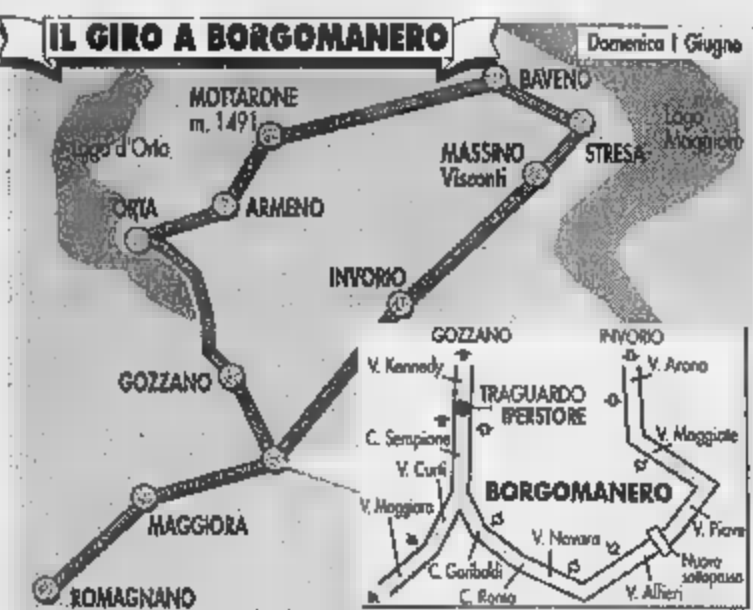 IL GIRO A BORGOMANERO
Domenica 1 Giugno
BAVENO
MOTTARONE
m. 1491
Lago d'Orta
Lago
Maggiore
MASSINO
Visconti
STRESA
ORTA
ARMENO
INVORIO
GOZZANO
MAGGIORA
ROMAGNANO
GOZZANO
INVORIO
V. Kennedy
V. Arona
TRAGUARDO
IPERSTORE
C. Sempione
V. Maggiate
V. Curti
BORGOMANERO
V. Maggiora
V. Piave
V. Novara
Nuovo
sottopasso
C. Garibaldi
C. Roma
V. Alfieri